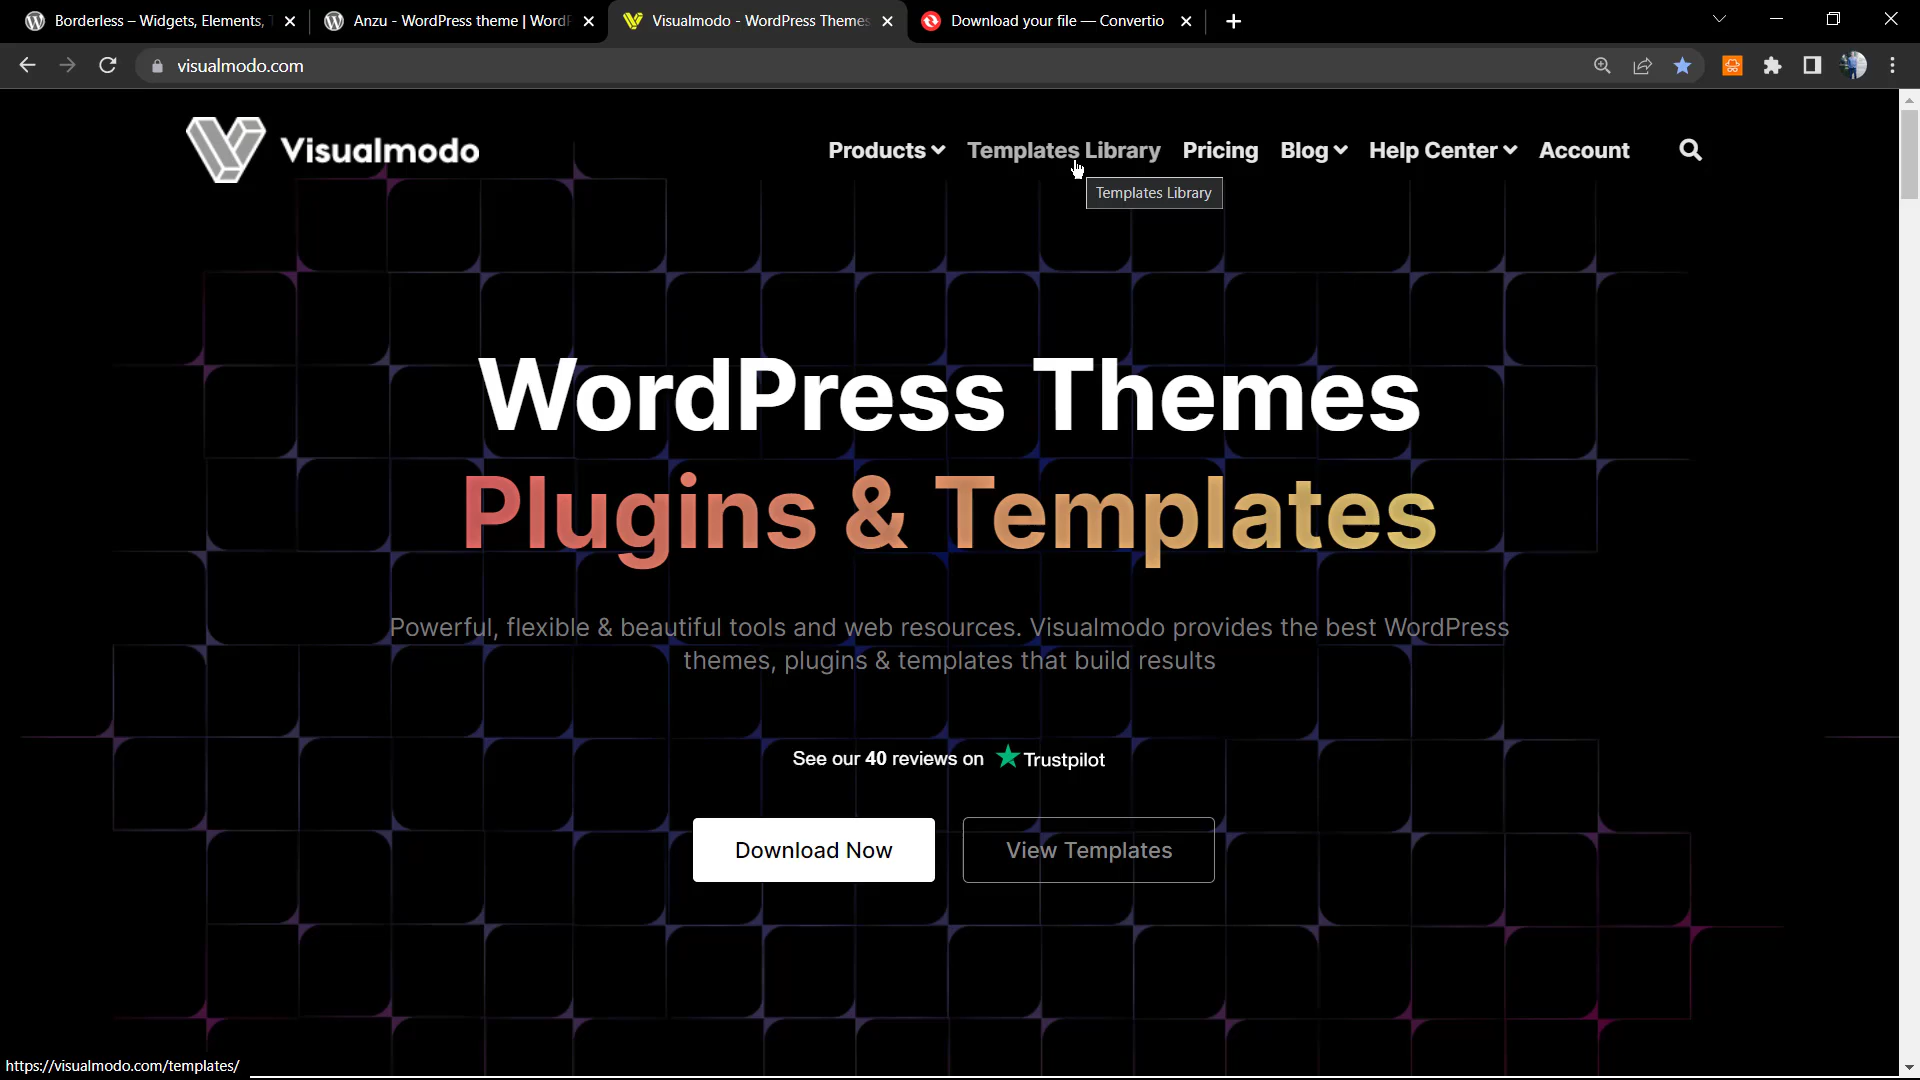 Borderless – Widgets, Elements,
Anzu - WordPress theme | Word
Visualmodo - WordPress Themes
Download your file — Convertio
visualmodo.com
Visualmodo
Products
Templates Library
Pricing
Blog
Help Center
Account
Templates Library
WordPress Themes
Plugins & Templates
Powerful, flexible & beautiful tools and web resources. Visualmodo provides the best WordPress
themes, plugins & templates that build results
See our 40 reviews on Trustpilot
Download Now
View Templates
https://visualmodo.com/templates/